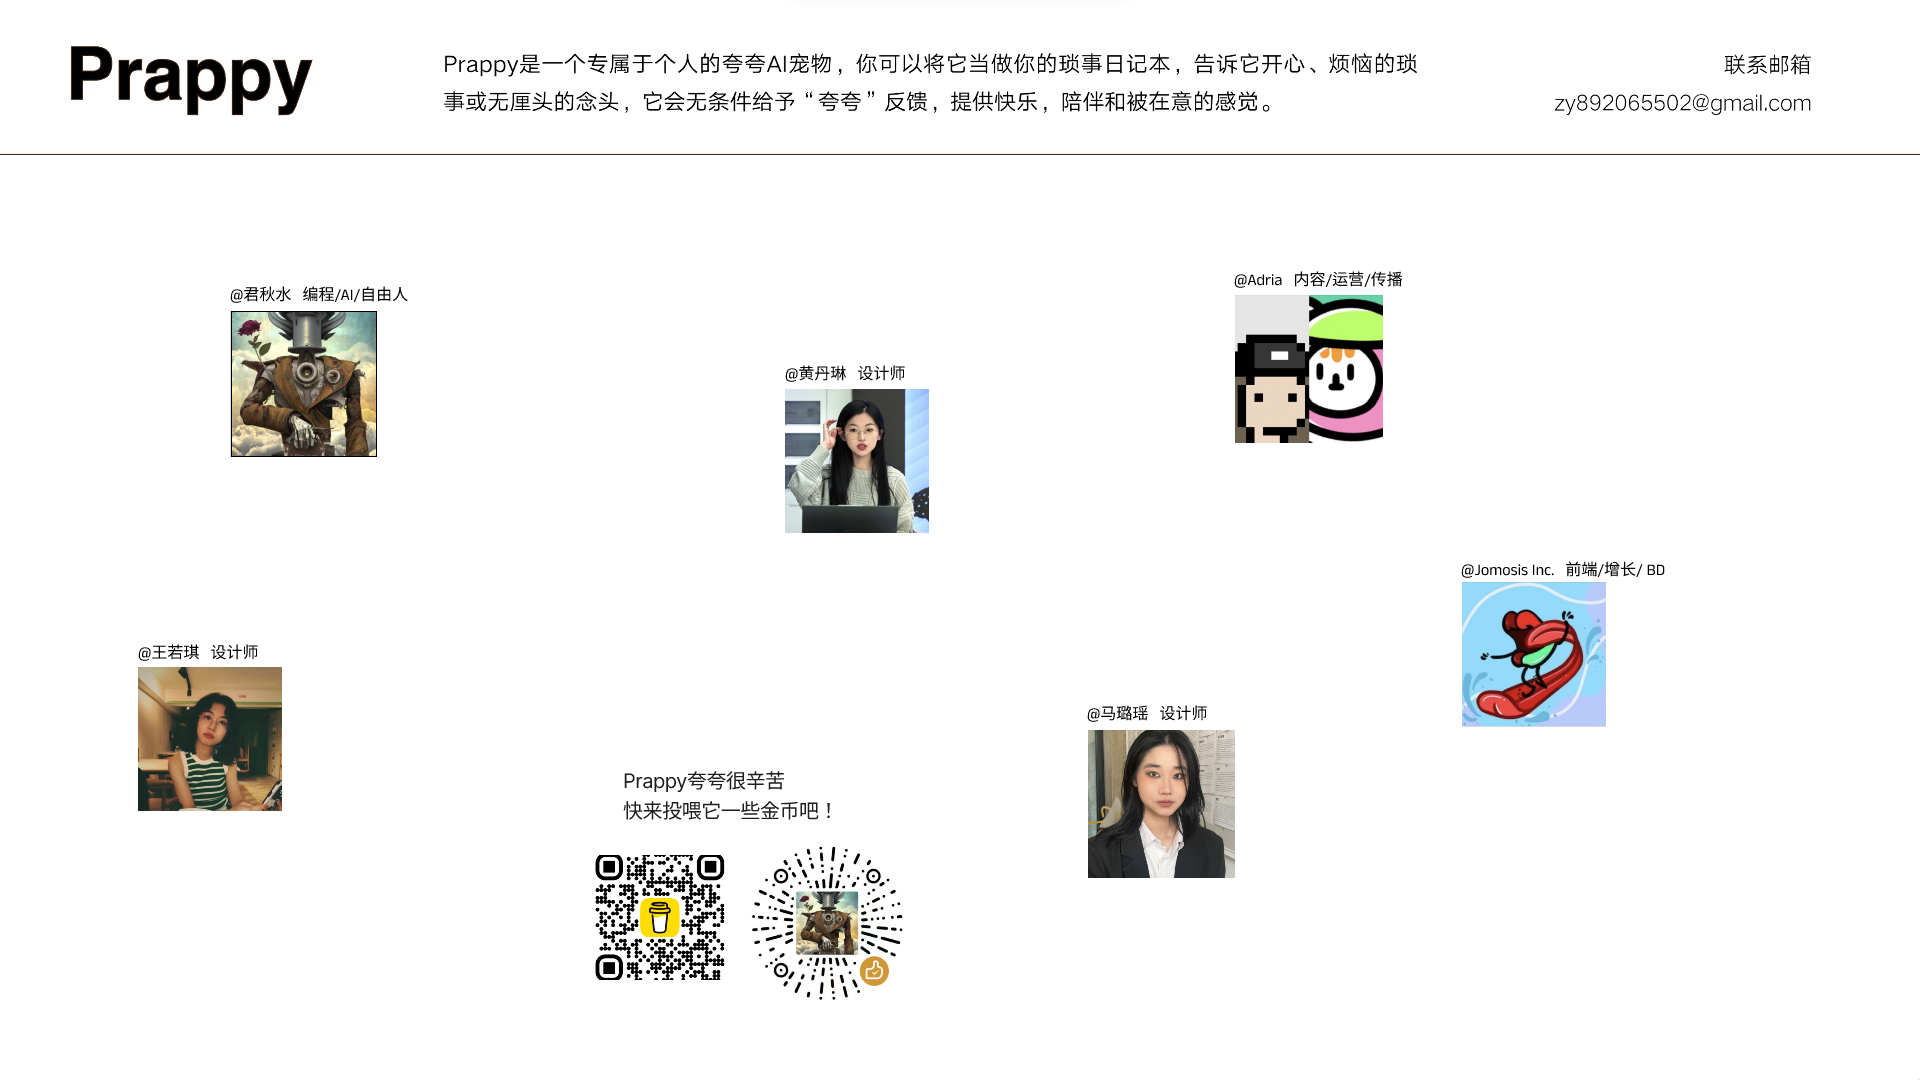 Prappy
Prappy是一个专属于个人的夸夸AI宠物，你可以将它当做你的琐事日记本，告诉它开心、烦恼的琐
事或无厘头的念头，它会无条件给予“夸夸”反馈，提供快乐，陪伴和被在意的感觉。
联系邮箱
zy892065502@gmail.com
@君秋水 编程/AI/自由人
@黄丹琳 设计师
@Adria 内容/运营/传播
@Jomosis Inc. 前端/增长/ BD
@王若琪 设计师
@马璐瑶 设计师
Prappy夸夸很辛苦
快来投喂它一些金币吧！